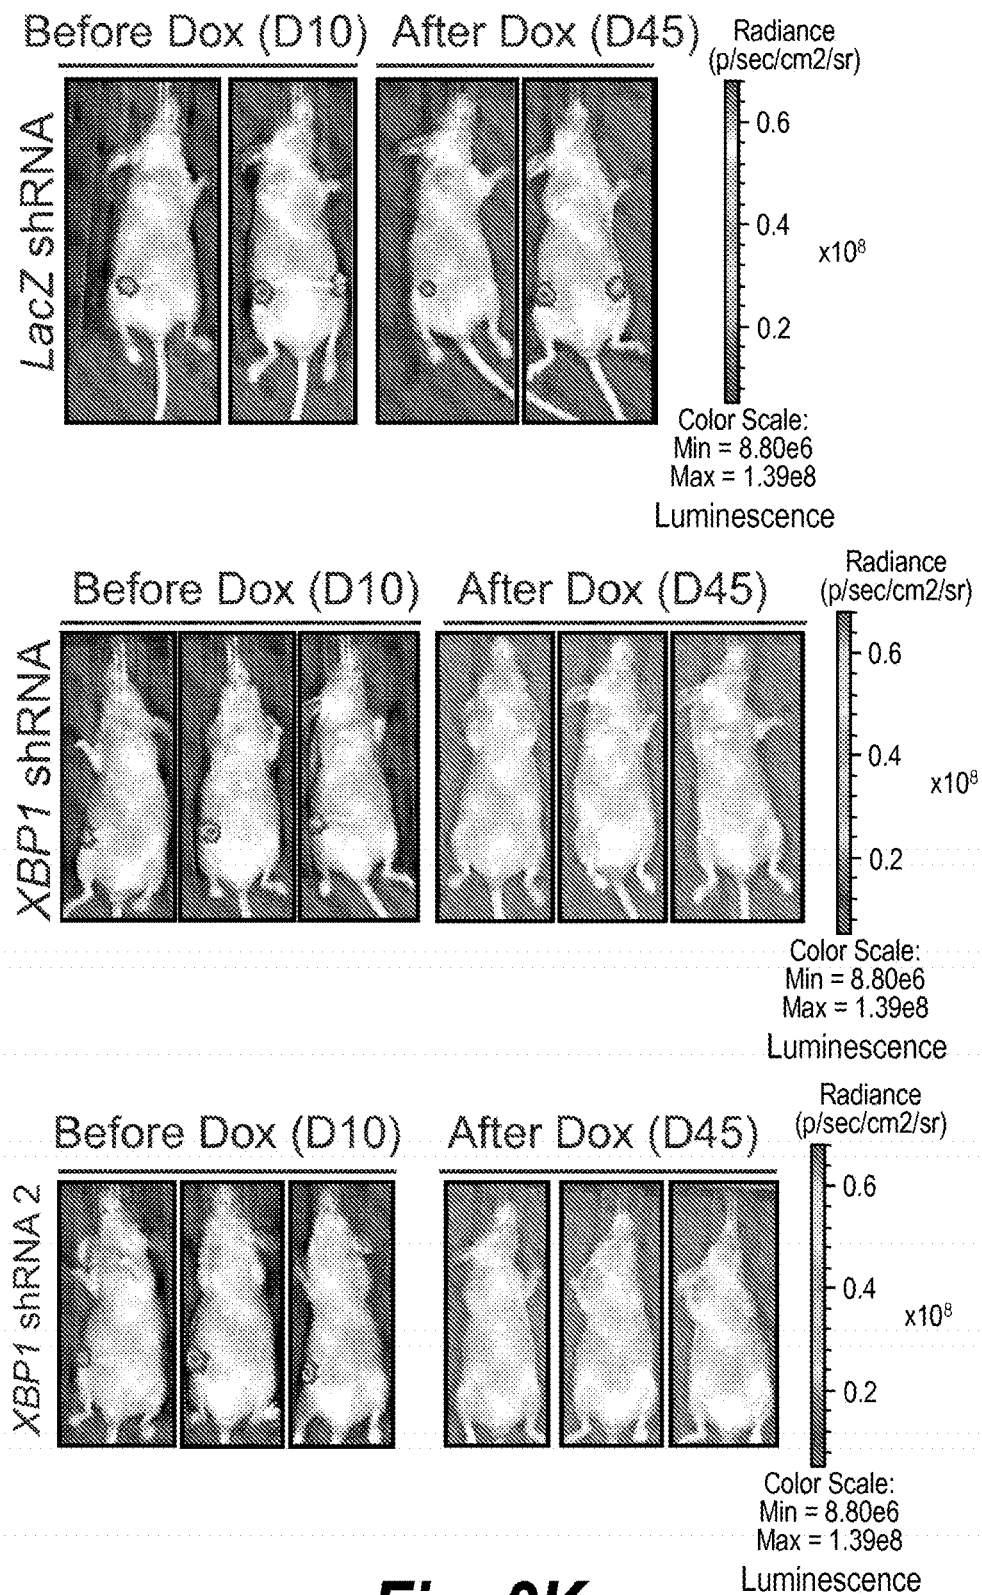 Before Dox (D10) After Dox (D45)
Radiance
(p/sec/cm2/sr)
LacZ shRNA
0.6
0.4
x10⁸
0.2
Color Scale:
Min = 8.80e6
Max = 1.39e8
Luminescence
Before Dox (D10) After Dox (D45)
Radiance
(p/sec/cm2/sr)
XBP1 shRNA
0.6
0.4
x10⁸
0.2
Color Scale:
Min = 8.80e6
Max = 1.39e8
Luminescence
Before Dox (D10) After Dox (D45)
Radiance
(p/sec/cm2/sr)
XBP1 shRNA 2
0.6
0.4
x10⁸
0.2
Color Scale:
Min = 8.80e6
Max = 1.39e8
Luminescence